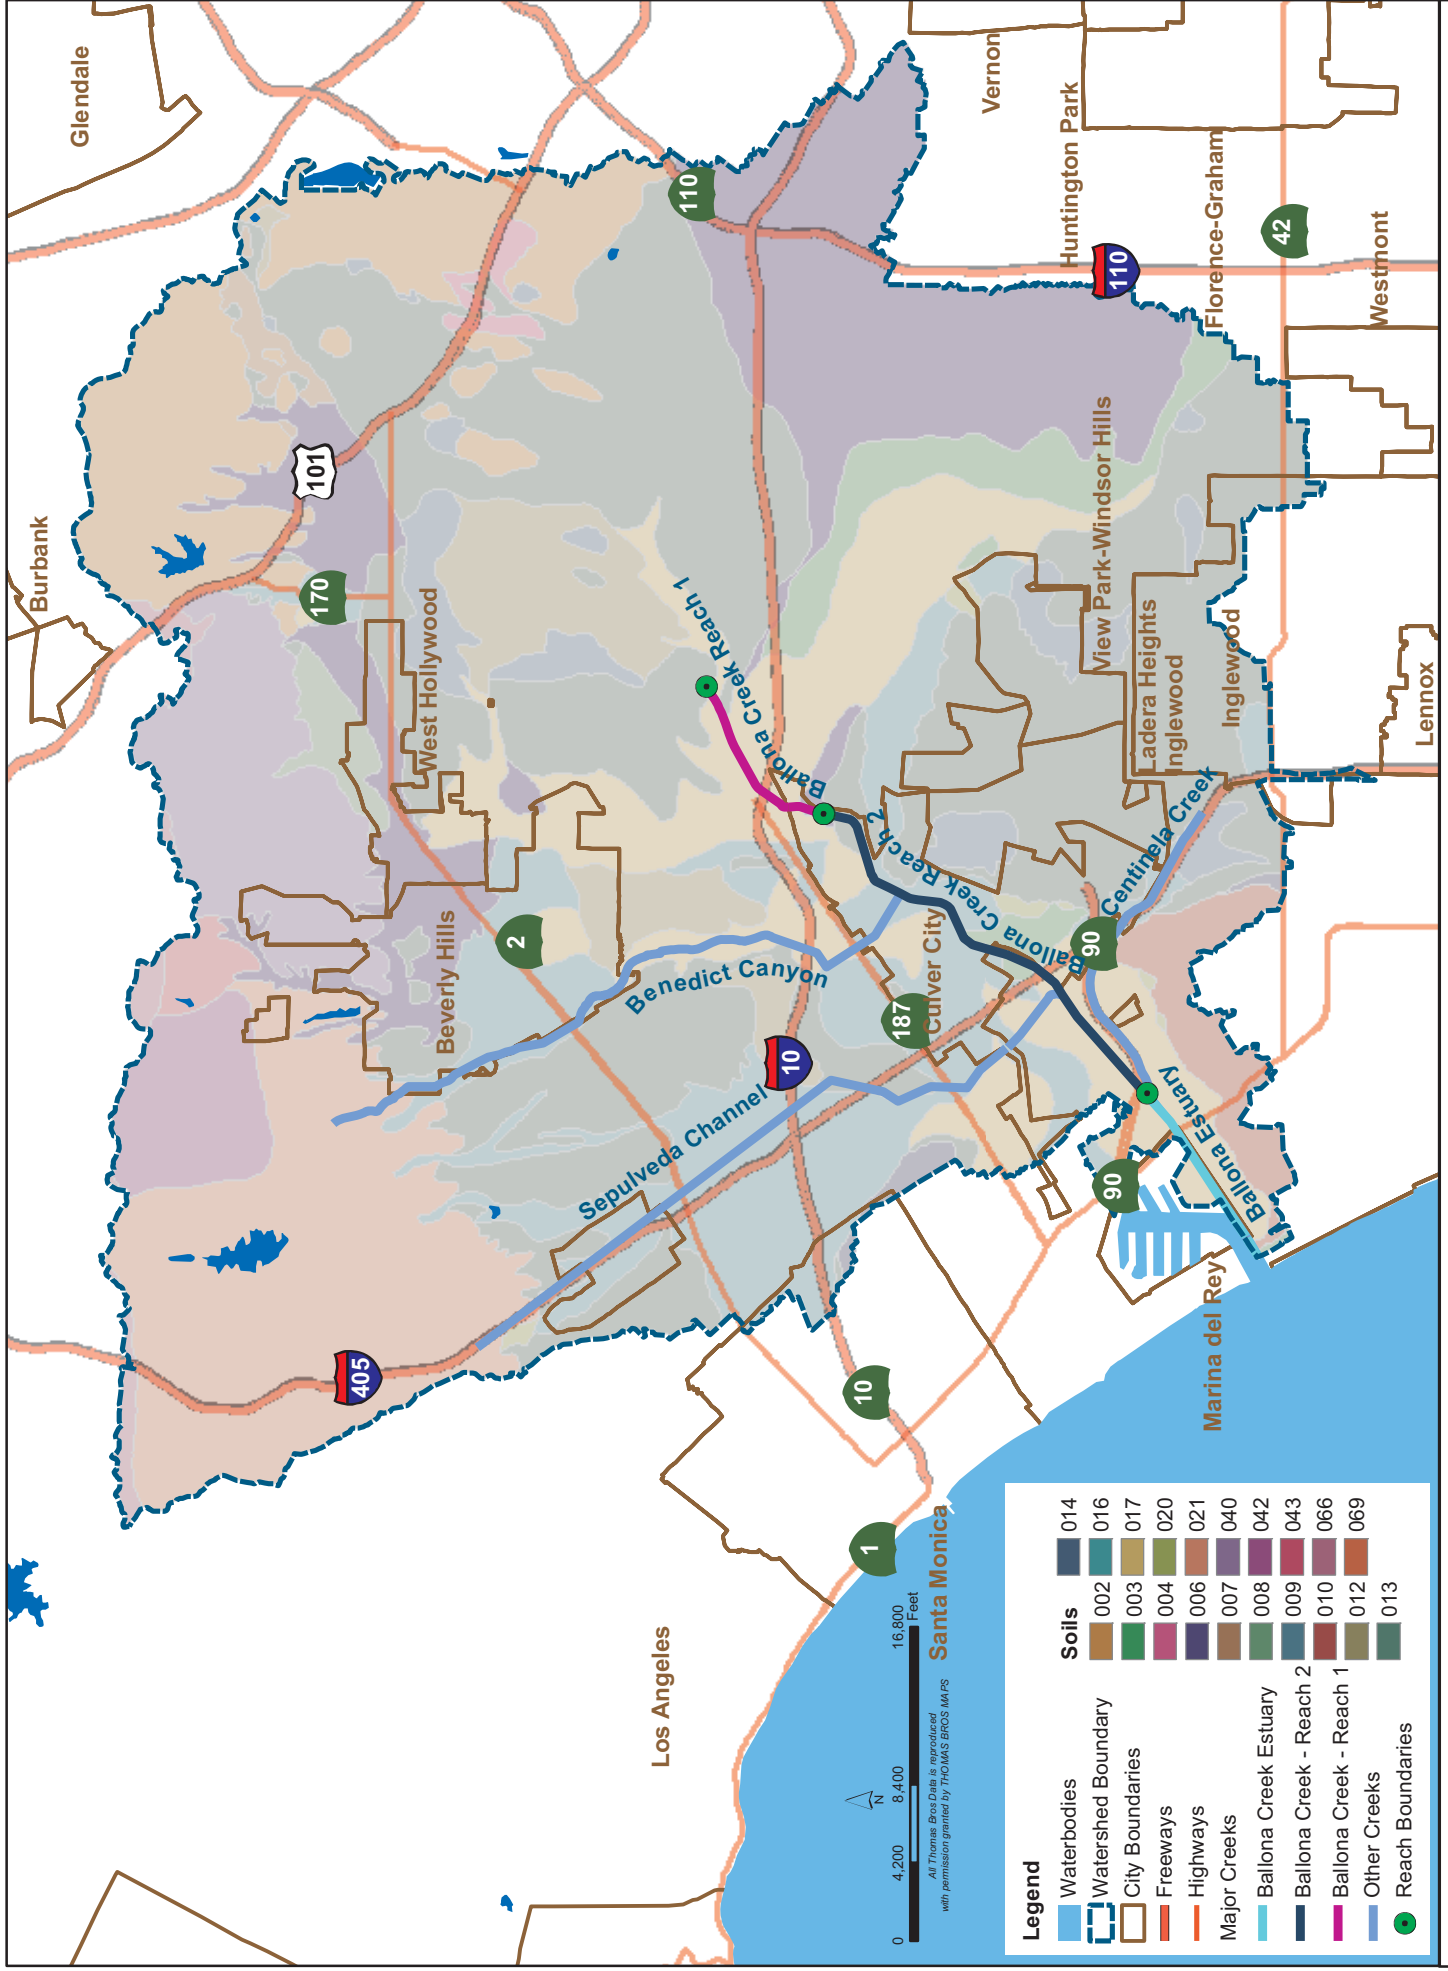 Glendale
Burbank
Vernon
Huntington Park
Florence-Graham
Westmont
110
110
42
101
170
West Hollywood
View Park-Windsor Hills
Ladera Heights
Inglewood
Inglewood
Lennox
Ballona Creek Reach 1
Ballona Creek Reach 2
Centinela Creek
Beverly Hills
2
Benedict Canyon
Culver City
187
90
10
Sepulveda Channel
Ballona Estuary
90
Marina del Rey
405
10
1
Santa Monica
Los Angeles
N
0 4,200 8,400 16,800
Feet
All Thomas Bros Data is reproduced
with permission granted by THOMAS BROS MAPS
Legend
Waterbodies
Watershed Boundary
City Boundaries
Freeways
Highways
Major Creeks
Ballona Creek Estuary
Ballona Creek - Reach 2
Ballona Creek - Reach 1
Other Creeks
Reach Boundaries
Soils
002
003
004
006
007
008
009
010
012
013
014
016
017
020
021
040
042
043
066
069